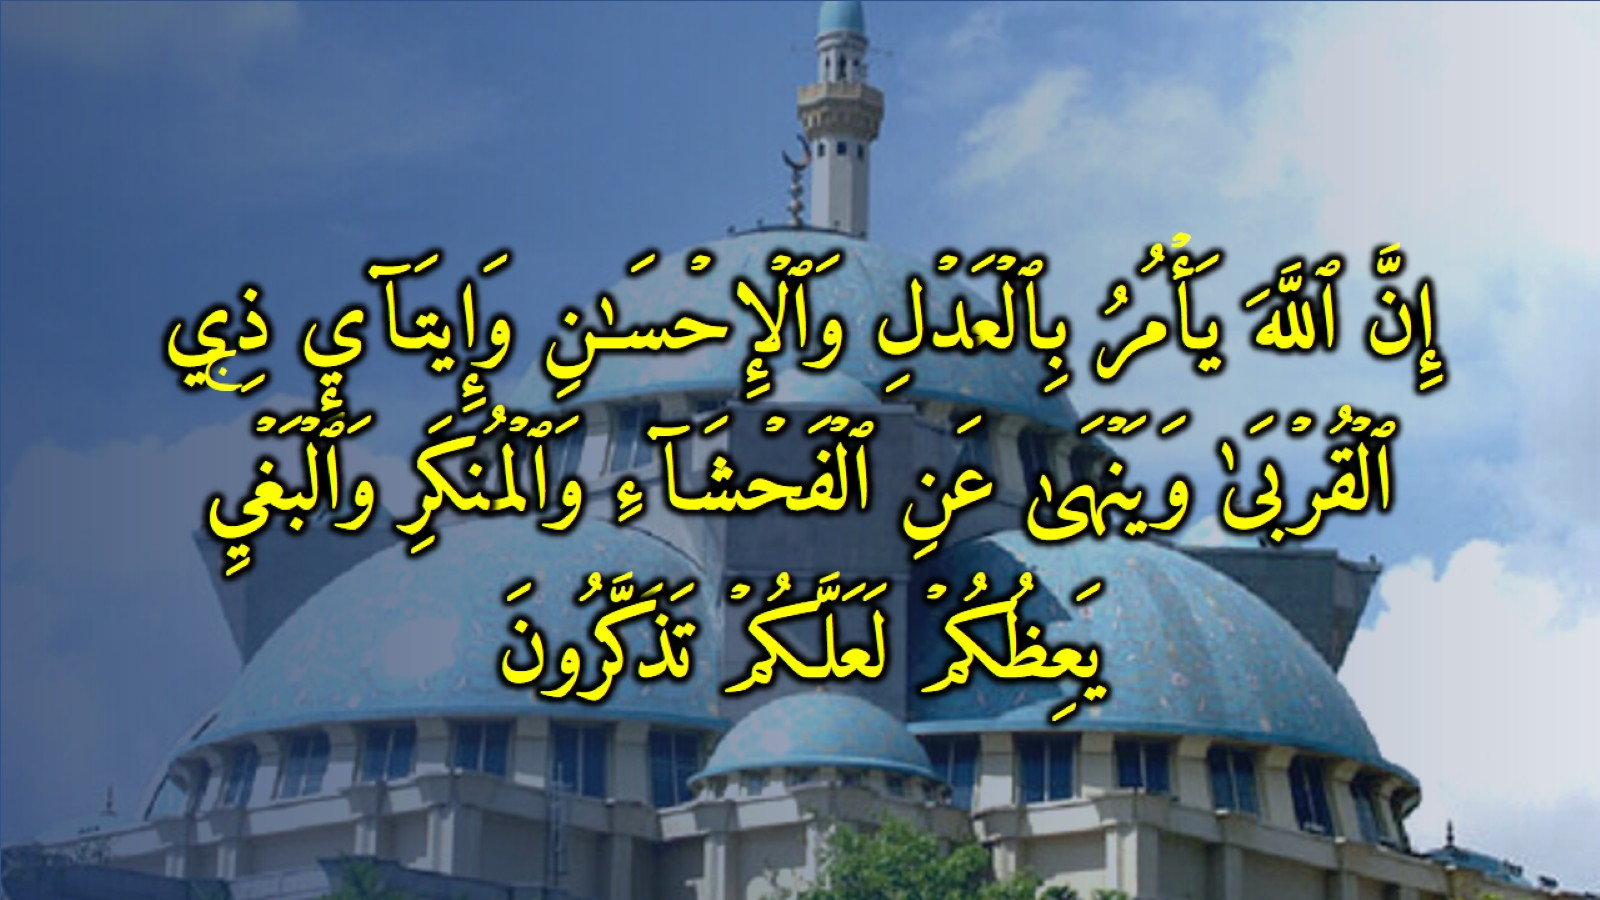 إِنَّ ٱللَّهَ يَأۡمُرُ بِٱلۡعَدۡلِ وَٱلۡإِحۡسَٰنِ وَإِيتَآيِٕ ذِي
ٱلۡقُرۡبَىٰ وَيَنۡهَىٰ عَنِ ٱلۡفَحۡشَآءِ وَٱلۡمُنكَرِ وَٱلۡبَغۡيِ
يَعِظُكُمۡ لَعَلَّكُمۡ تَذَكَّرُونَ